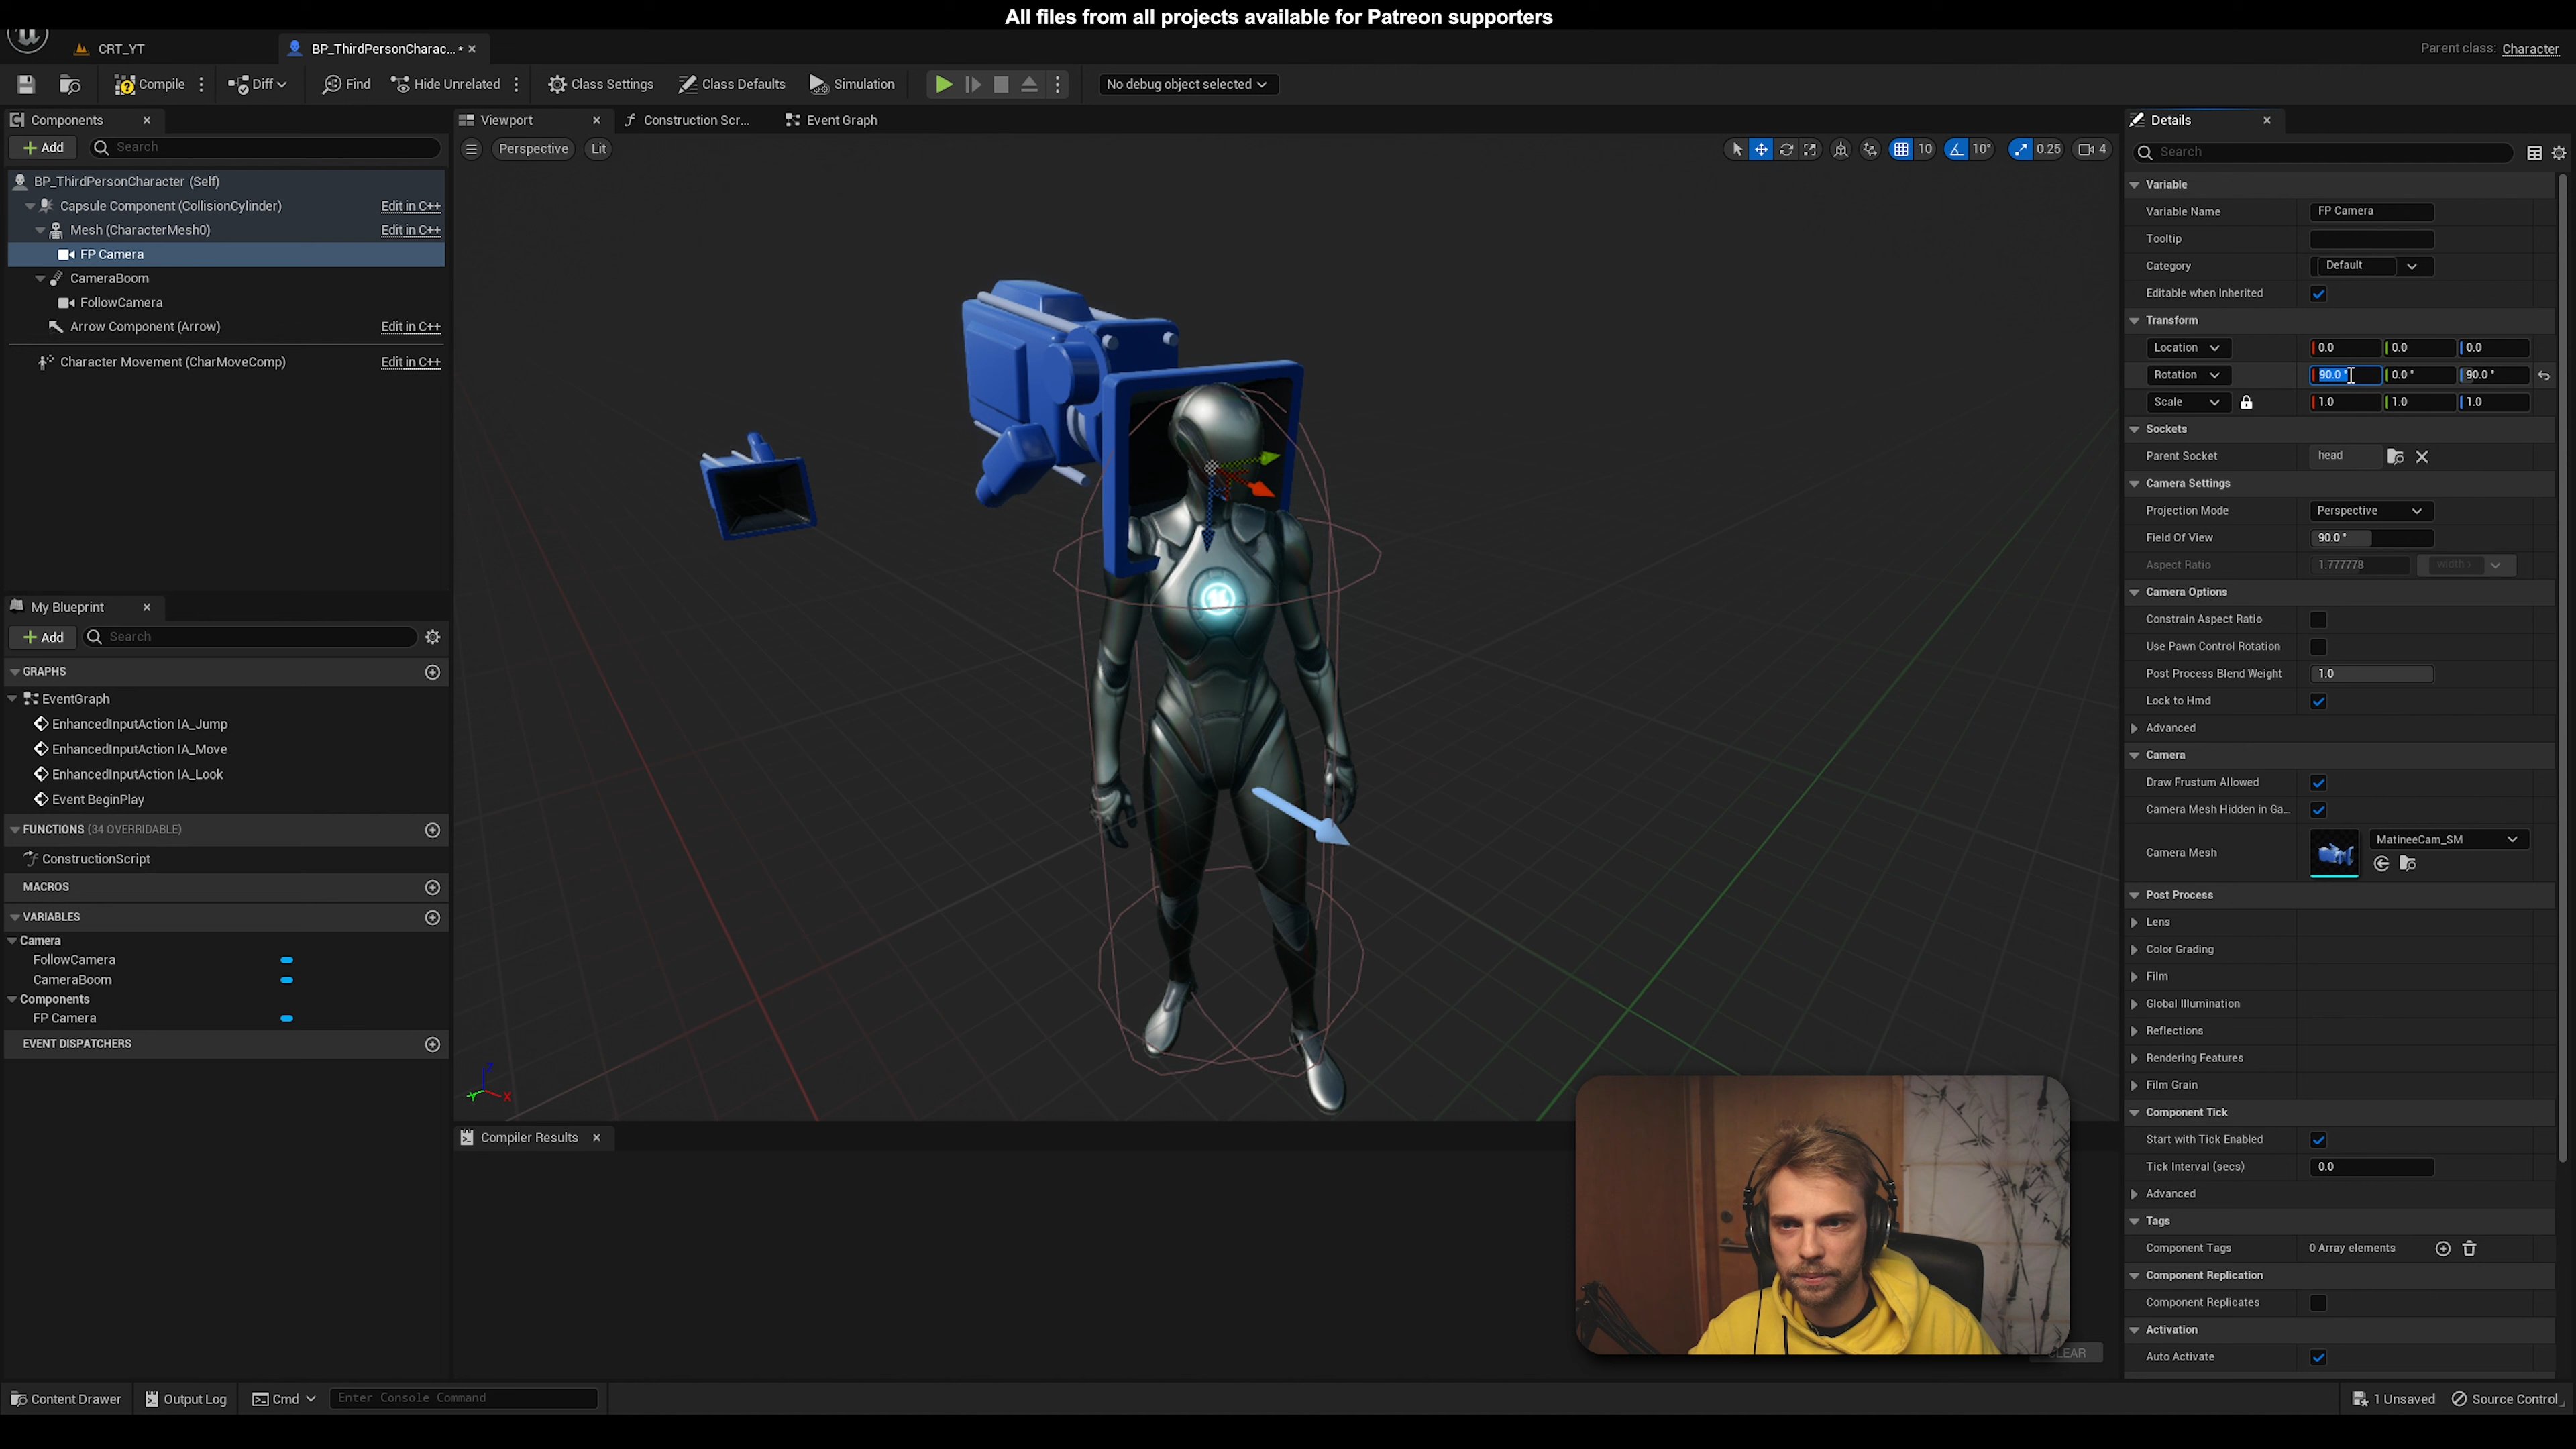 All files from all projects available for Patreon supporters
CRT_YT
BP_ThirdPersonCharac... •
Parent class: Character
Compile
Diff
Find
Hide Unrelated
Class Settings
Class Defaults
Simulation
No debug object selected
Components
Add
Search
BP_ThirdPersonCharacter (Self)
Capsule Component (CollisionCylinder) Edit in C++
Mesh (CharacterMesh0) Edit in C++
FP Camera
CameraBoom
FollowCamera
Arrow Component (Arrow) Edit in C++
Character Movement (CharMoveComp) Edit in C++
My Blueprint
Add
Search
GRAPHS
EventGraph
EnhancedInputAction IA_Jump
EnhancedInputAction IA_Move
EnhancedInputAction IA_Look
Event BeginPlay
FUNCTIONS (34 OVERRIDABLE)
ConstructionScript
MACROS
VARIABLES
Camera
FollowCamera
CameraBoom
Components
FP Camera
EVENT DISPATCHERS
Viewport
Construction Scr...
Event Graph
Perspective
Lit
10
10°
0.25
4
Z
Y
X
Compiler Results
CLEAR
Details
Search
Variable
Variable Name FP Camera
Tooltip
Category Default
Editable when Inherited
Transform
Location 0.0 0.0 0.0
Rotation 90.0 ° 0.0 ° 90.0 °
Scale 1.0 1.0 1.0
Sockets
Parent Socket head
Camera Settings
Projection Mode Perspective
Field Of View 90.0 °
Aspect Ratio 1.777778
Camera Options
Constrain Aspect Ratio
Use Pawn Control Rotation
Post Process Blend Weight 1.0
Lock to Hmd
Advanced
Camera
Draw Frustum Allowed
Camera Mesh Hidden in Ga...
Camera Mesh MatineeCam_SM
Post Process
Lens
Color Grading
Film
Global Illumination
Reflections
Rendering Features
Film Grain
Component Tick
Start with Tick Enabled
Tick Interval (secs) 0.0
Advanced
Tags
Component Tags 0 Array elements
Component Replication
Component Replicates
Activation
Auto Activate
Content Drawer
Output Log
Cmd
Enter Console Command
1 Unsaved
Source Control